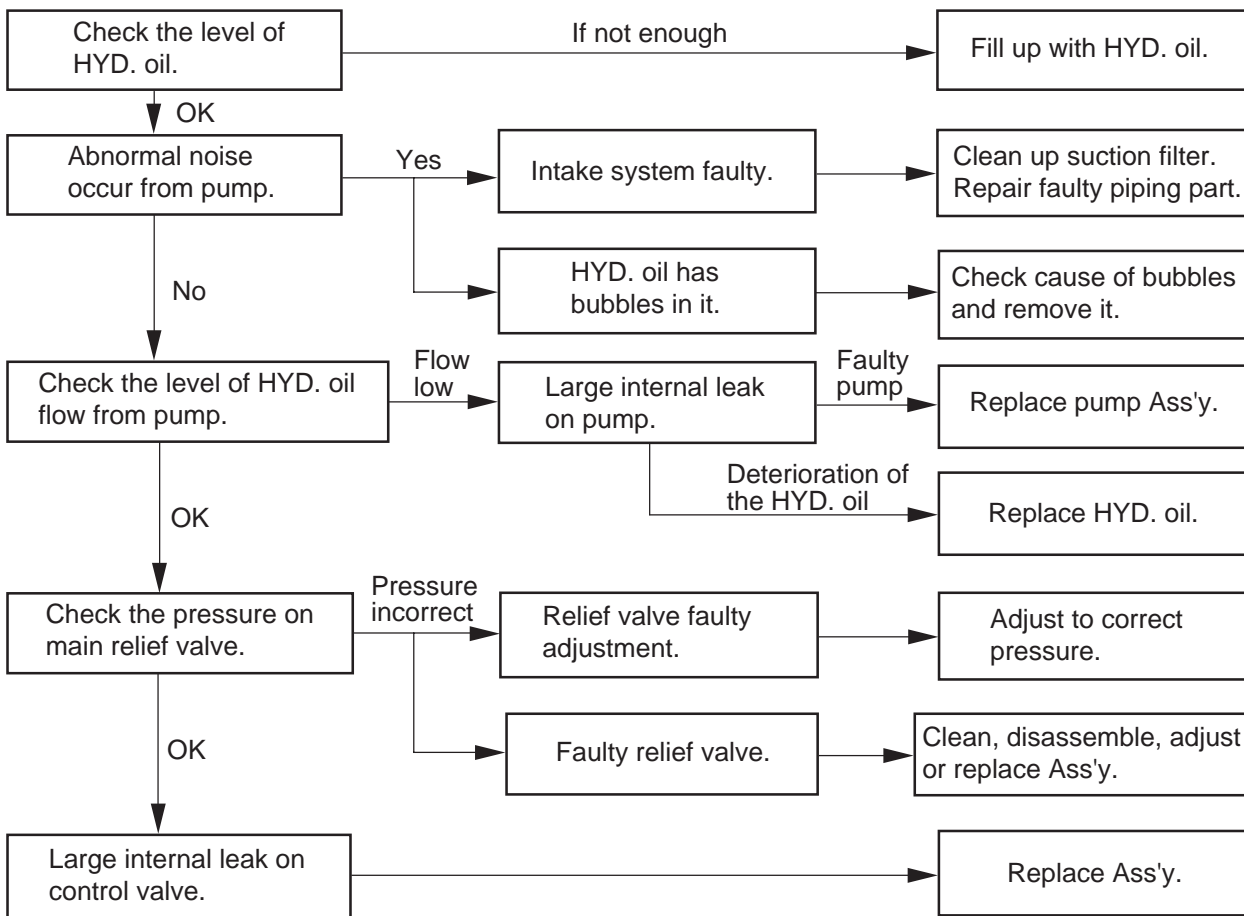 Check the level of
HYD. oil.
If not enough
Fill up with HYD. oil.
OK
Abnormal noise
occur from pump.
Yes
Intake system faulty.
Clean up suction filter.
Repair faulty piping part.
HYD. oil has
bubbles in it.
Check cause of bubbles
and remove it.
No
Check the level of HYD. oil
flow from pump.
Flow
low
Large internal leak
on pump.
Faulty
pump
Replace pump Ass'y.
Deterioration of
the HYD. oil
Replace HYD. oil.
OK
Check the pressure on
main relief valve.
Pressure
incorrect
Relief valve faulty
adjustment.
Adjust to correct
pressure.
Faulty relief valve.
Clean, disassemble, adjust
or replace Ass'y.
OK
Large internal leak on
control valve.
Replace Ass'y.